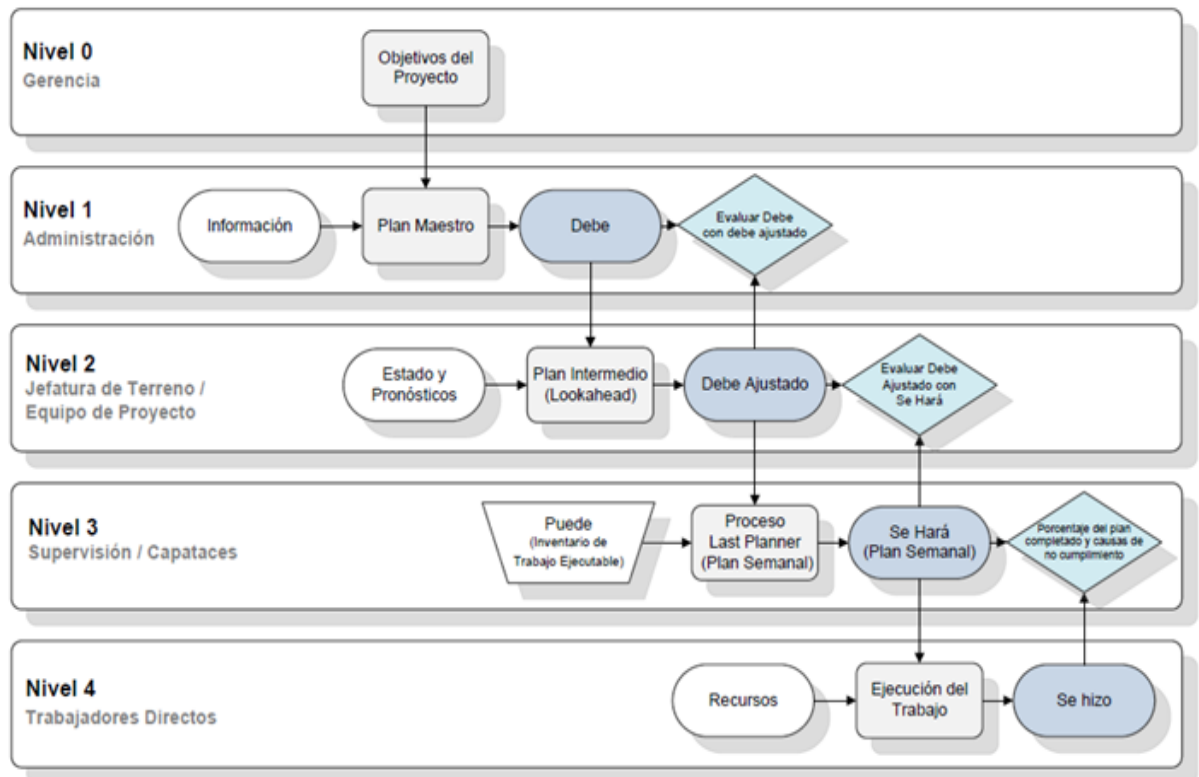 Nivel 0
Gerencia
Objetivos del
Proyecto
Nivel 1
Administración
Información
Plan Maestro
Debe
Evaluar Debe
con debe ajustado
Nivel 2
Jefatura de Terreno /
Equipo de Proyecto
Estado y
Pronósticos
Plan Intermedio
(Lookahead)
Debe Ajustado
Evaluar Debe
Ajustado con
Se Hará
Nivel 3
Supervisión / Capataces
Puede
(Inventario de
Trabajo Ejecutable)
Proceso
Last Planner
(Plan Semanal)
Se Hará
(Plan Semanal)
Porcentaje del plan
completado y causas de
no cumplimiento
Nivel 4
Trabajadores Directos
Recursos
Ejecución del
Trabajo
Se hizo